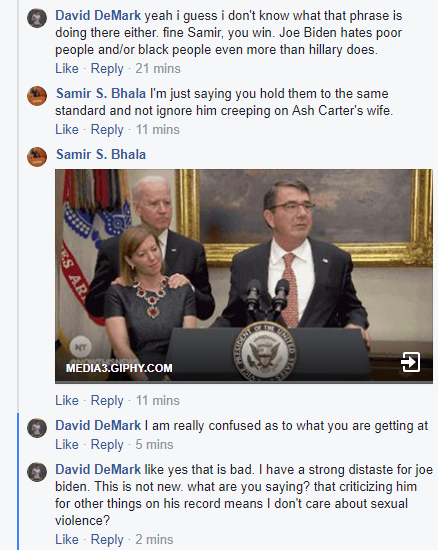 David DeMark yeah i guess i don't know what that phrase is
doing there either. fine Samir, you win. Joe Biden hates poor
people and/or black people even more than hillary does.
Like · Reply · 21 mins
Samir S. Bhala I'm just saying you hold them to the same
standard and not ignore him creeping on Ash Carter's wife.
Like · Reply · 11 mins
Samir S. Bhala
NT
MEDIA3.GIPHY.COM
Like · Reply · 11 mins
David DeMark I am really confused as to what you are getting at
Like · Reply · 5 mins
David DeMark like yes that is bad. I have a strong distaste for joe
biden. This is not new. what are you saying? that criticizing him
for other things on his record means I don't care about sexual
violence?
Like · Reply · 2 mins